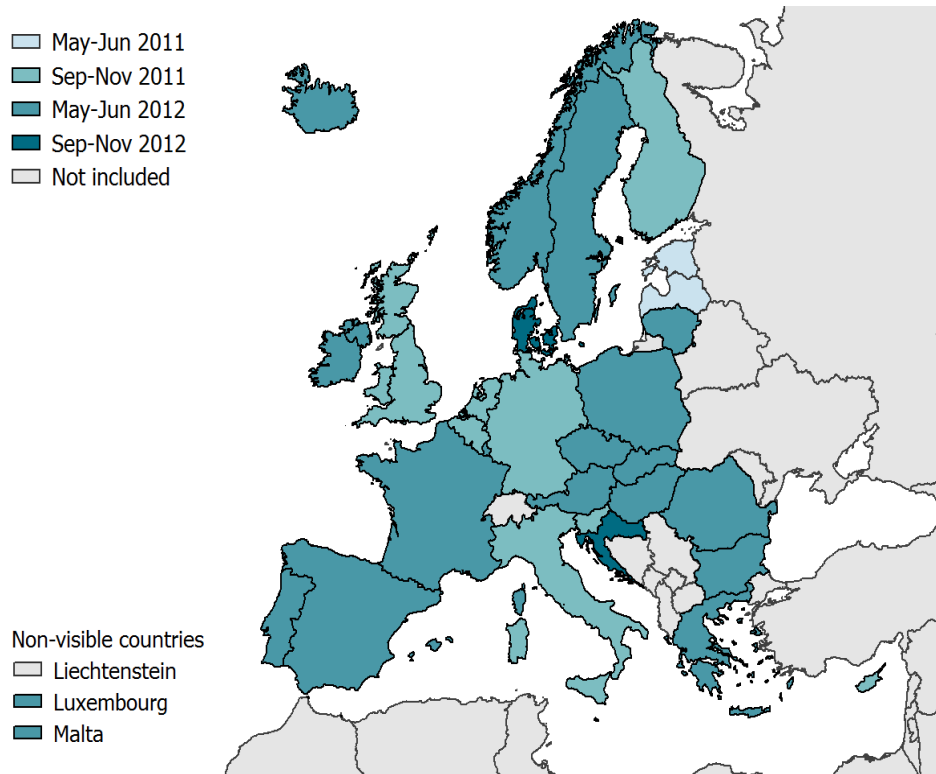 May-Jun 2011
Sep-Nov 2011
May-Jun 2012
Sep-Nov 2012
Not included
Non-visible countries
Liechtenstein
Luxembourg
Malta